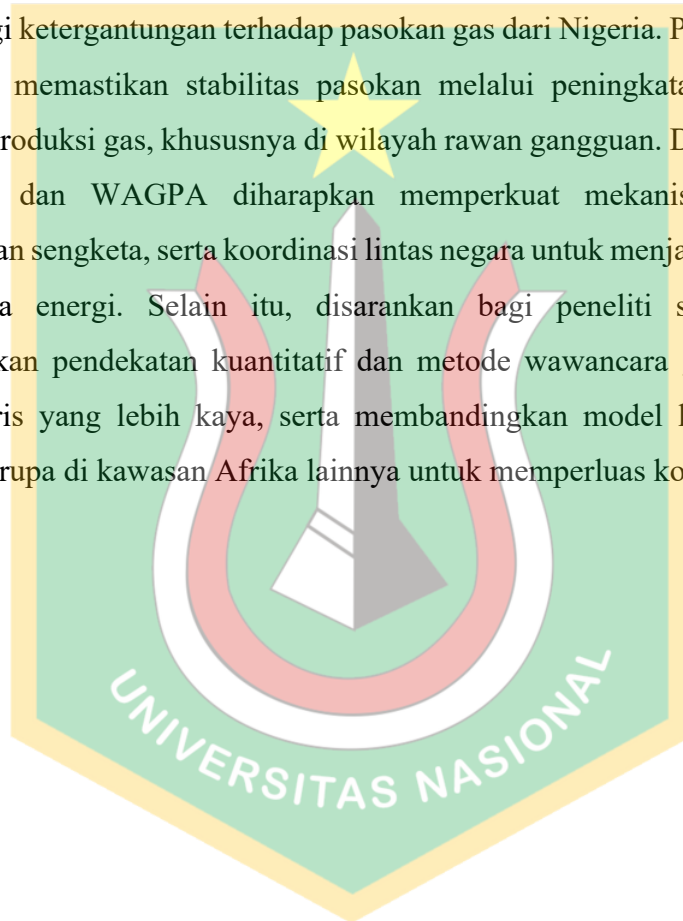 ketergantungan terhadap pasokan gas dari Nigeria.
memastikan stabilitas pasokan melalui peningkata
roduksi gas, khususnya di wilayah rawan gangguan.
dan WAGPA diharapkan memperkuat mekanis
an sengketa, serta koordinasi lintas negara untuk menja
a energi. Selain itu, disarankan bagi peneliti s
kan pendekatan kuantitatif dan metode wawancara
ris yang lebih kaya, serta membandingkan model
rupa di kawasan Afrika lainnya untuk memperluas ko
UNIVERSITAS NASIONAL